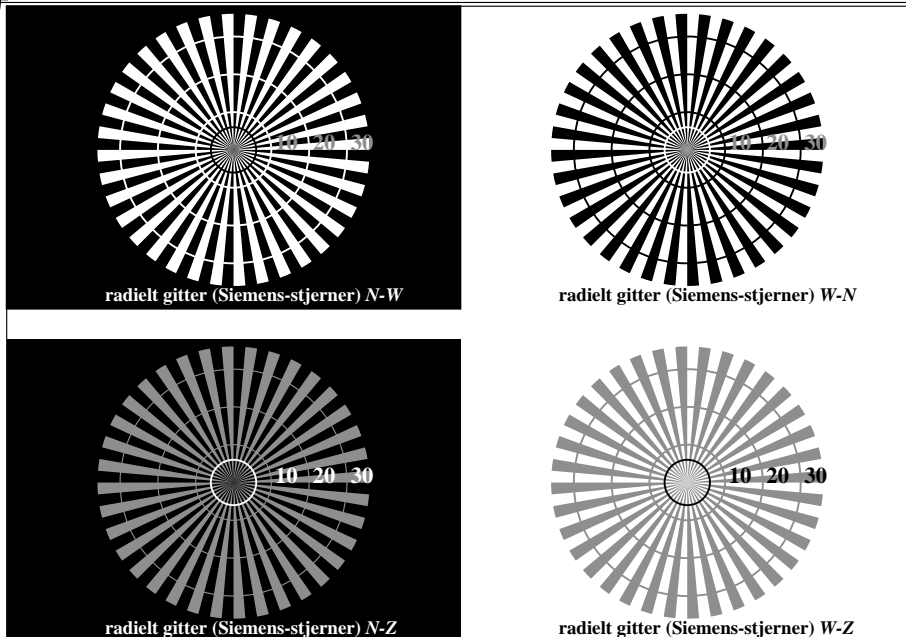 10 20 30
radielt gitter (Siemens-stjerner) N-W
10 20 30
radielt gitter (Siemens-stjerner) W-N
10 20 30
radielt gitter (Siemens-stjerner) N-Z
10 20 30
radielt gitter (Siemens-stjerner) W-Z